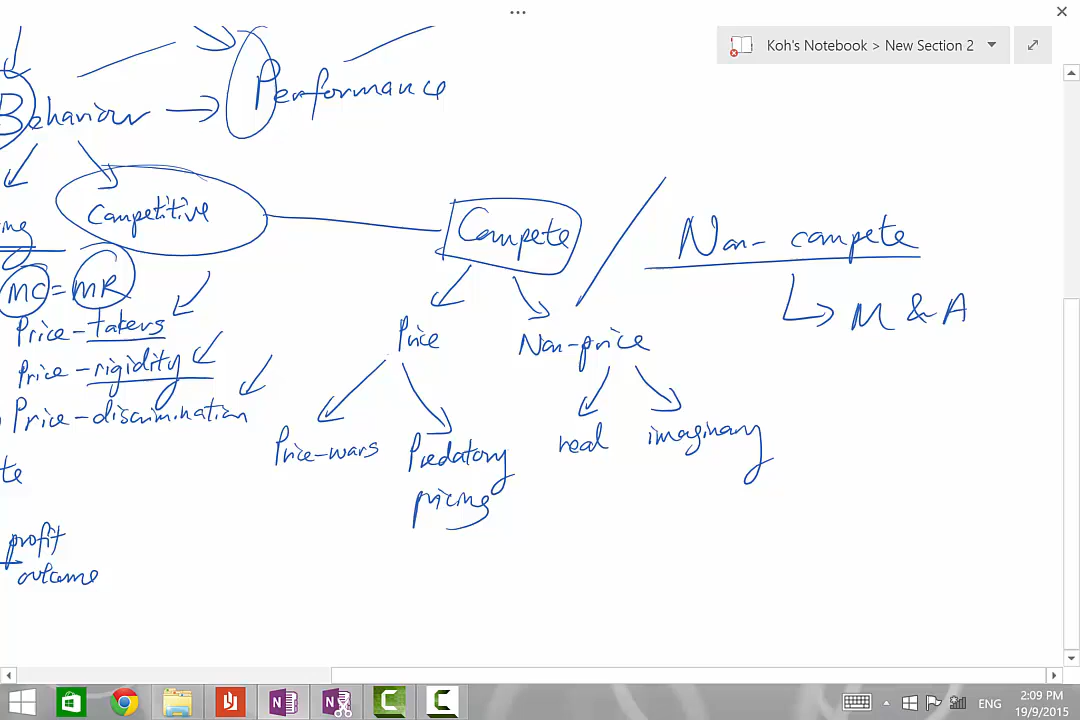 ...
Koh's Notebook > New Section 2
Performance
Behaviour
Competitive
Compete
Non-compete
M & A
MC = MR
Price-takers
Price-rigidity
Price-discrimination
Price
Non-price
Price-wars
Predatory
pricing
real
imaginary
profit
outcome
ENG
2:09 PM
19/9/2015